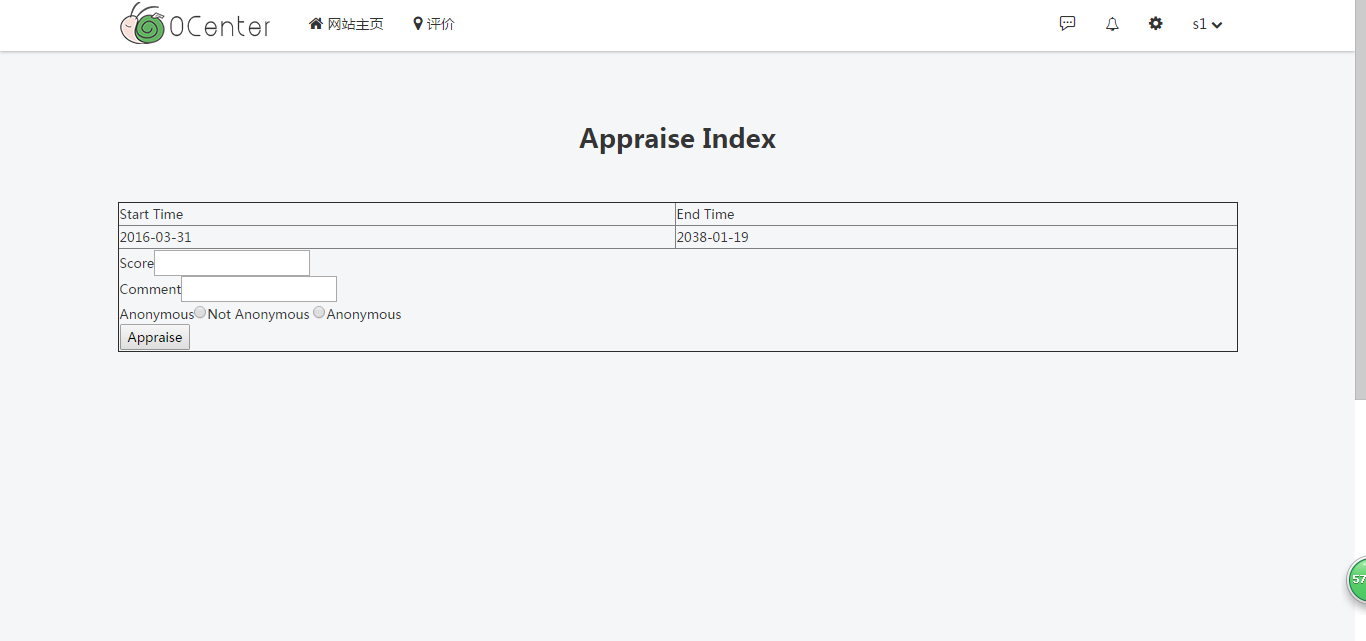 OCenter 网站主页 评价 s1
Appraise Index
Start Time End Time
2016-03-31 2038-01-19
Score
Comment
Anonymous Not Anonymous Anonymous
Appraise
57